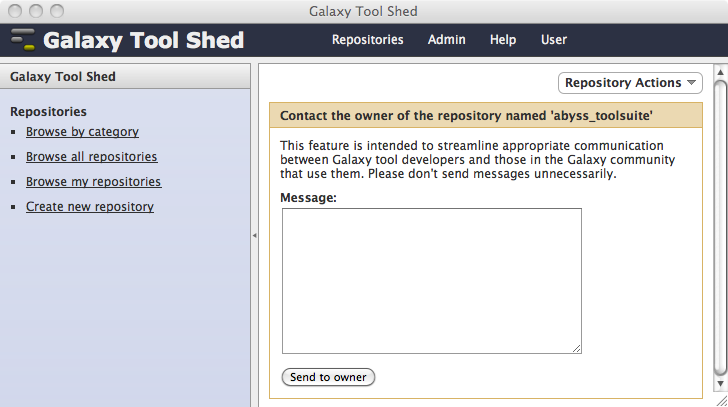 Galaxy Tool Shed
Galaxy Tool Shed
Repositories Admin Help User
Galaxy Tool Shed
Repositories
Browse by category
Browse all repositories
Browse my repositories
Create new repository
Repository Actions
Contact the owner of the repository named 'abyss_toolsuite'
This feature is intended to streamline appropriate communication
between Galaxy tool developers and those in the Galaxy community
that use them. Please don't send messages unnecessarily.
Message:
Send to owner